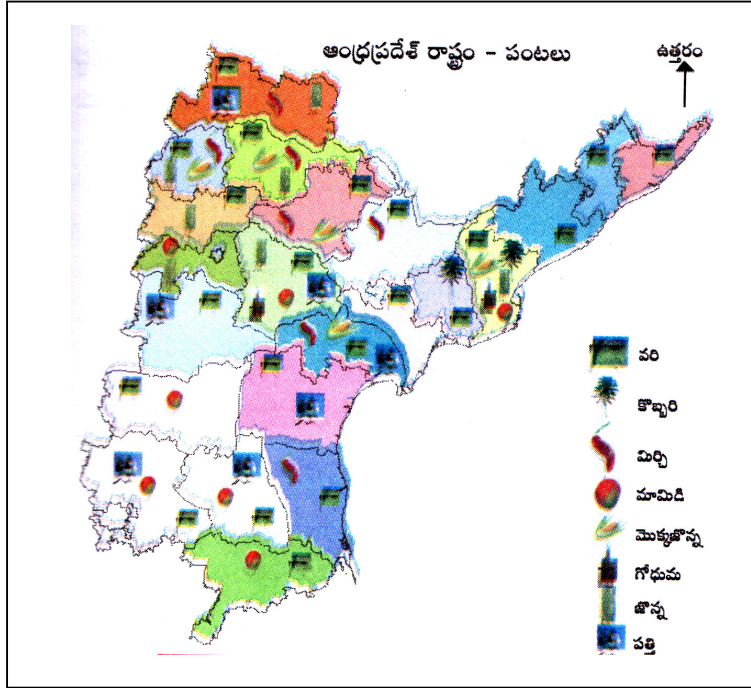 ఆంధ్రప్రదేశ్ రాష్ట్రం - పంటలు
ఉత్తరం
వరి
కొబ్బరి
మిర్చి
మామిడి
మొక్కజొన్న
గోధుమ
జొన్న
పత్తి